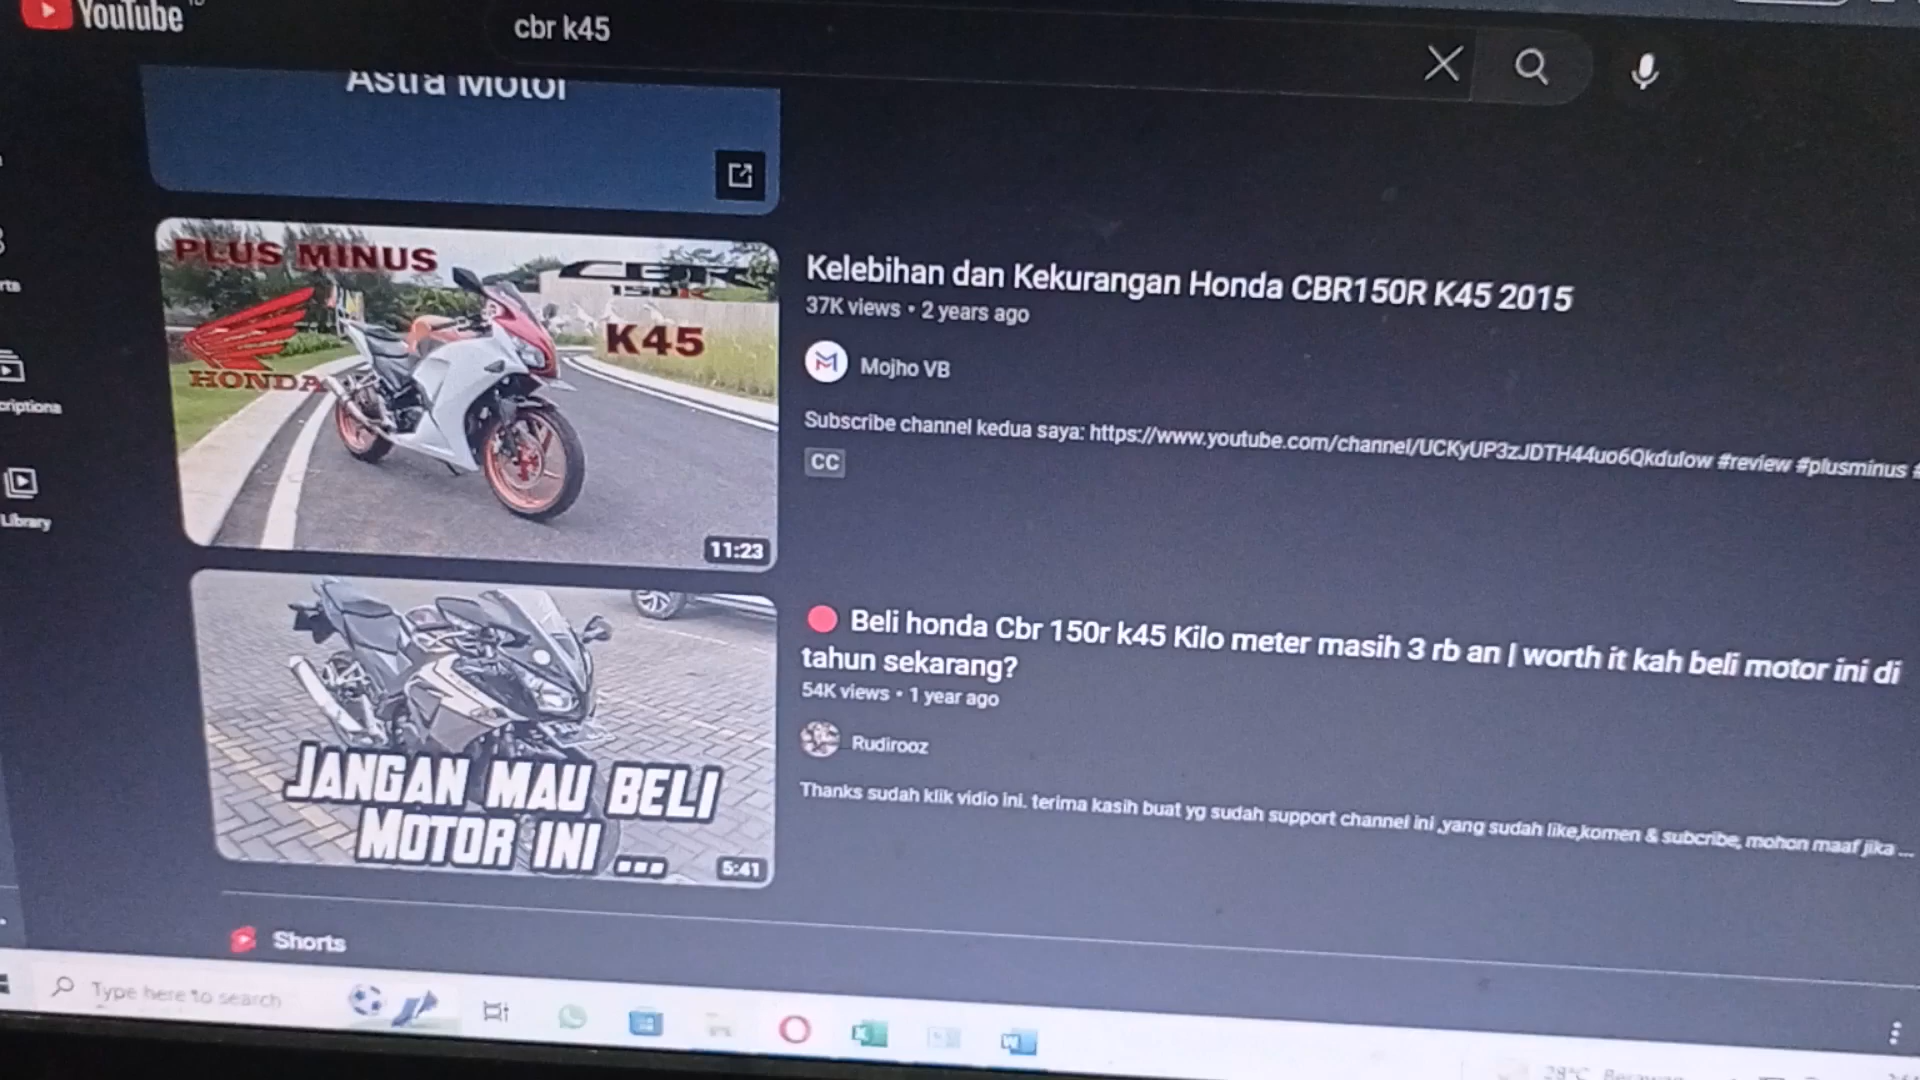 YouTube
cbr k45
Astra Motor
PLUS MINUS
CBR
150R
K45
HONDA
11:23
Kelebihan dan Kekurangan Honda CBR150R K45 2015
37K views • 2 years ago
Mojho VB
Subscribe channel kedua saya: https://www.youtube.com/channel/UCKyUP3zJDTH44uo6Qkdulow #review #plusminus #
CC
criptions
Library
JANGAN MAU BELI
MOTOR INI ...
5:41
Beli honda Cbr 150r k45 Kilo meter masih 3 rb an | worth it kah beli motor ini di
tahun sekarang?
54K views • 1 year ago
Rudirooz
Thanks sudah klik vidio ini. terima kasih buat yg sudah support channel ini ,yang sudah like,komen & subcribe, mohon maaf jika ...
Shorts
Type here to search
28°C